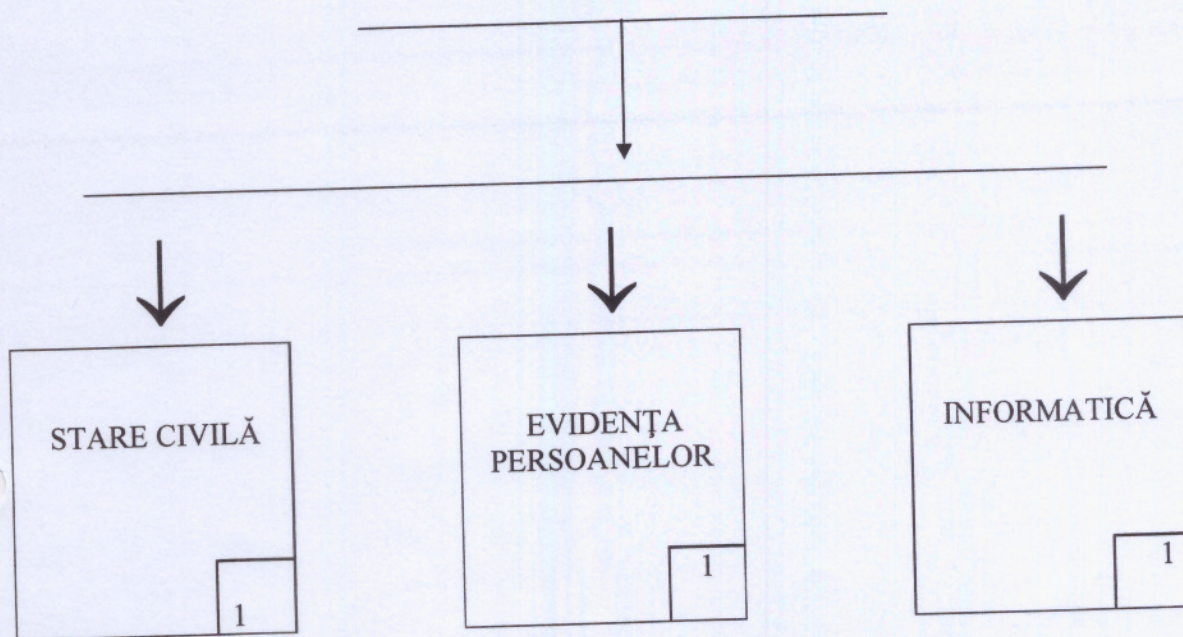 STARE CIVILĂ
1
EVIDENŢA
PERSOANELOR
1
INFORMATICĂ
1